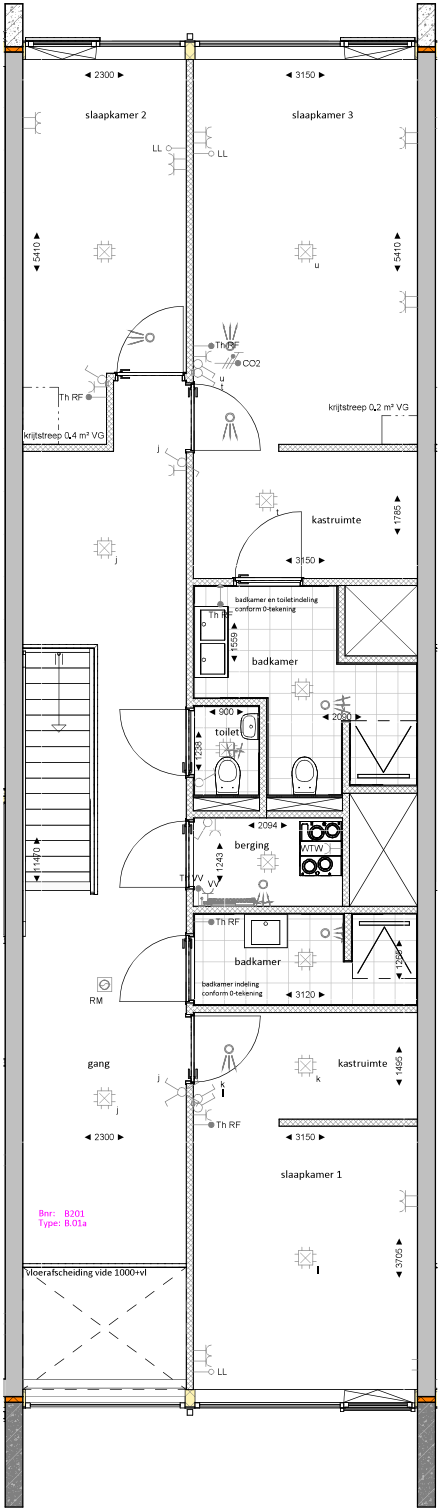 2300
3150
slaapkamer 2
slaapkamer 3
LL
LL
5410
5410
u
Th RF
CO2
u
t
Th RF
krijtstreep 0.4 m² VG
krijtstreep 0.2 m² VG
j
t
kastruimte
1785
j
3150
badkamer en toiletindeling
conform 0-tekening
Th RF
1559
badkamer
900
2090
toilet
1238
2094
berging
WTW
1243
11470
Th VV
VV
Th RF
badkamer
1265
badkamer indeling
conform 0-tekening
3120
RM
gang
kastruimte
1495
j
k
l
k
j
Th RF
2300
3150
slaapkamer 1
Bnr: B201
Type: B.01a
3705
l
vloerafscheiding vide 1000+vl
LL